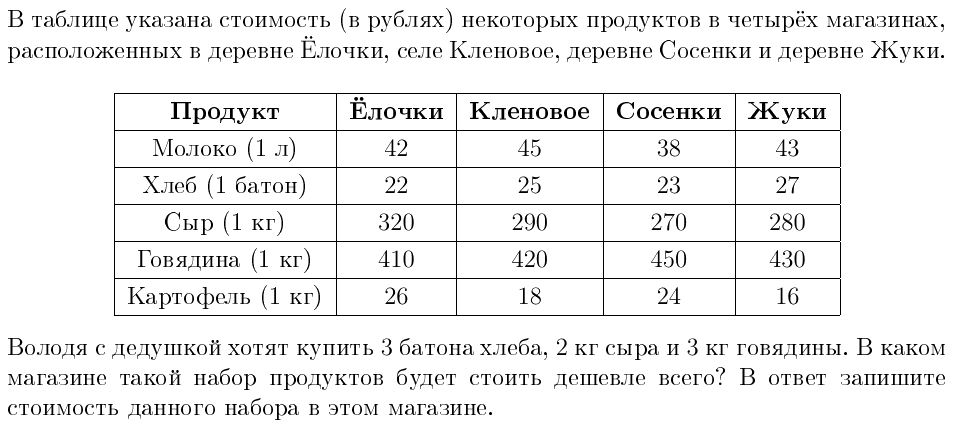 В таблице указана стоимость (в рублях) некоторых продуктов в четырёх магазинах,
расположенных в деревне Ёлочки, селе Кленовое, деревне Сосенки и деревне Жуки.
Продукт Ёлочки Кленовое Сосенки Жуки
Молоко (1 л) 42 45 38 43
Хлеб (1 батон) 22 25 23 27
Сыр (1 кг) 320 290 270 280
Говядина (1 кг) 410 420 450 430
Картофель (1 кг) 26 18 24 16
Володя с дедушкой хотят купить 3 батона хлеба, 2 кг сыра и 3 кг говядины. В каком
магазине такой набор продуктов будет стоить дешевле всего? В ответ запишите
стоимость данного набора в этом магазине.